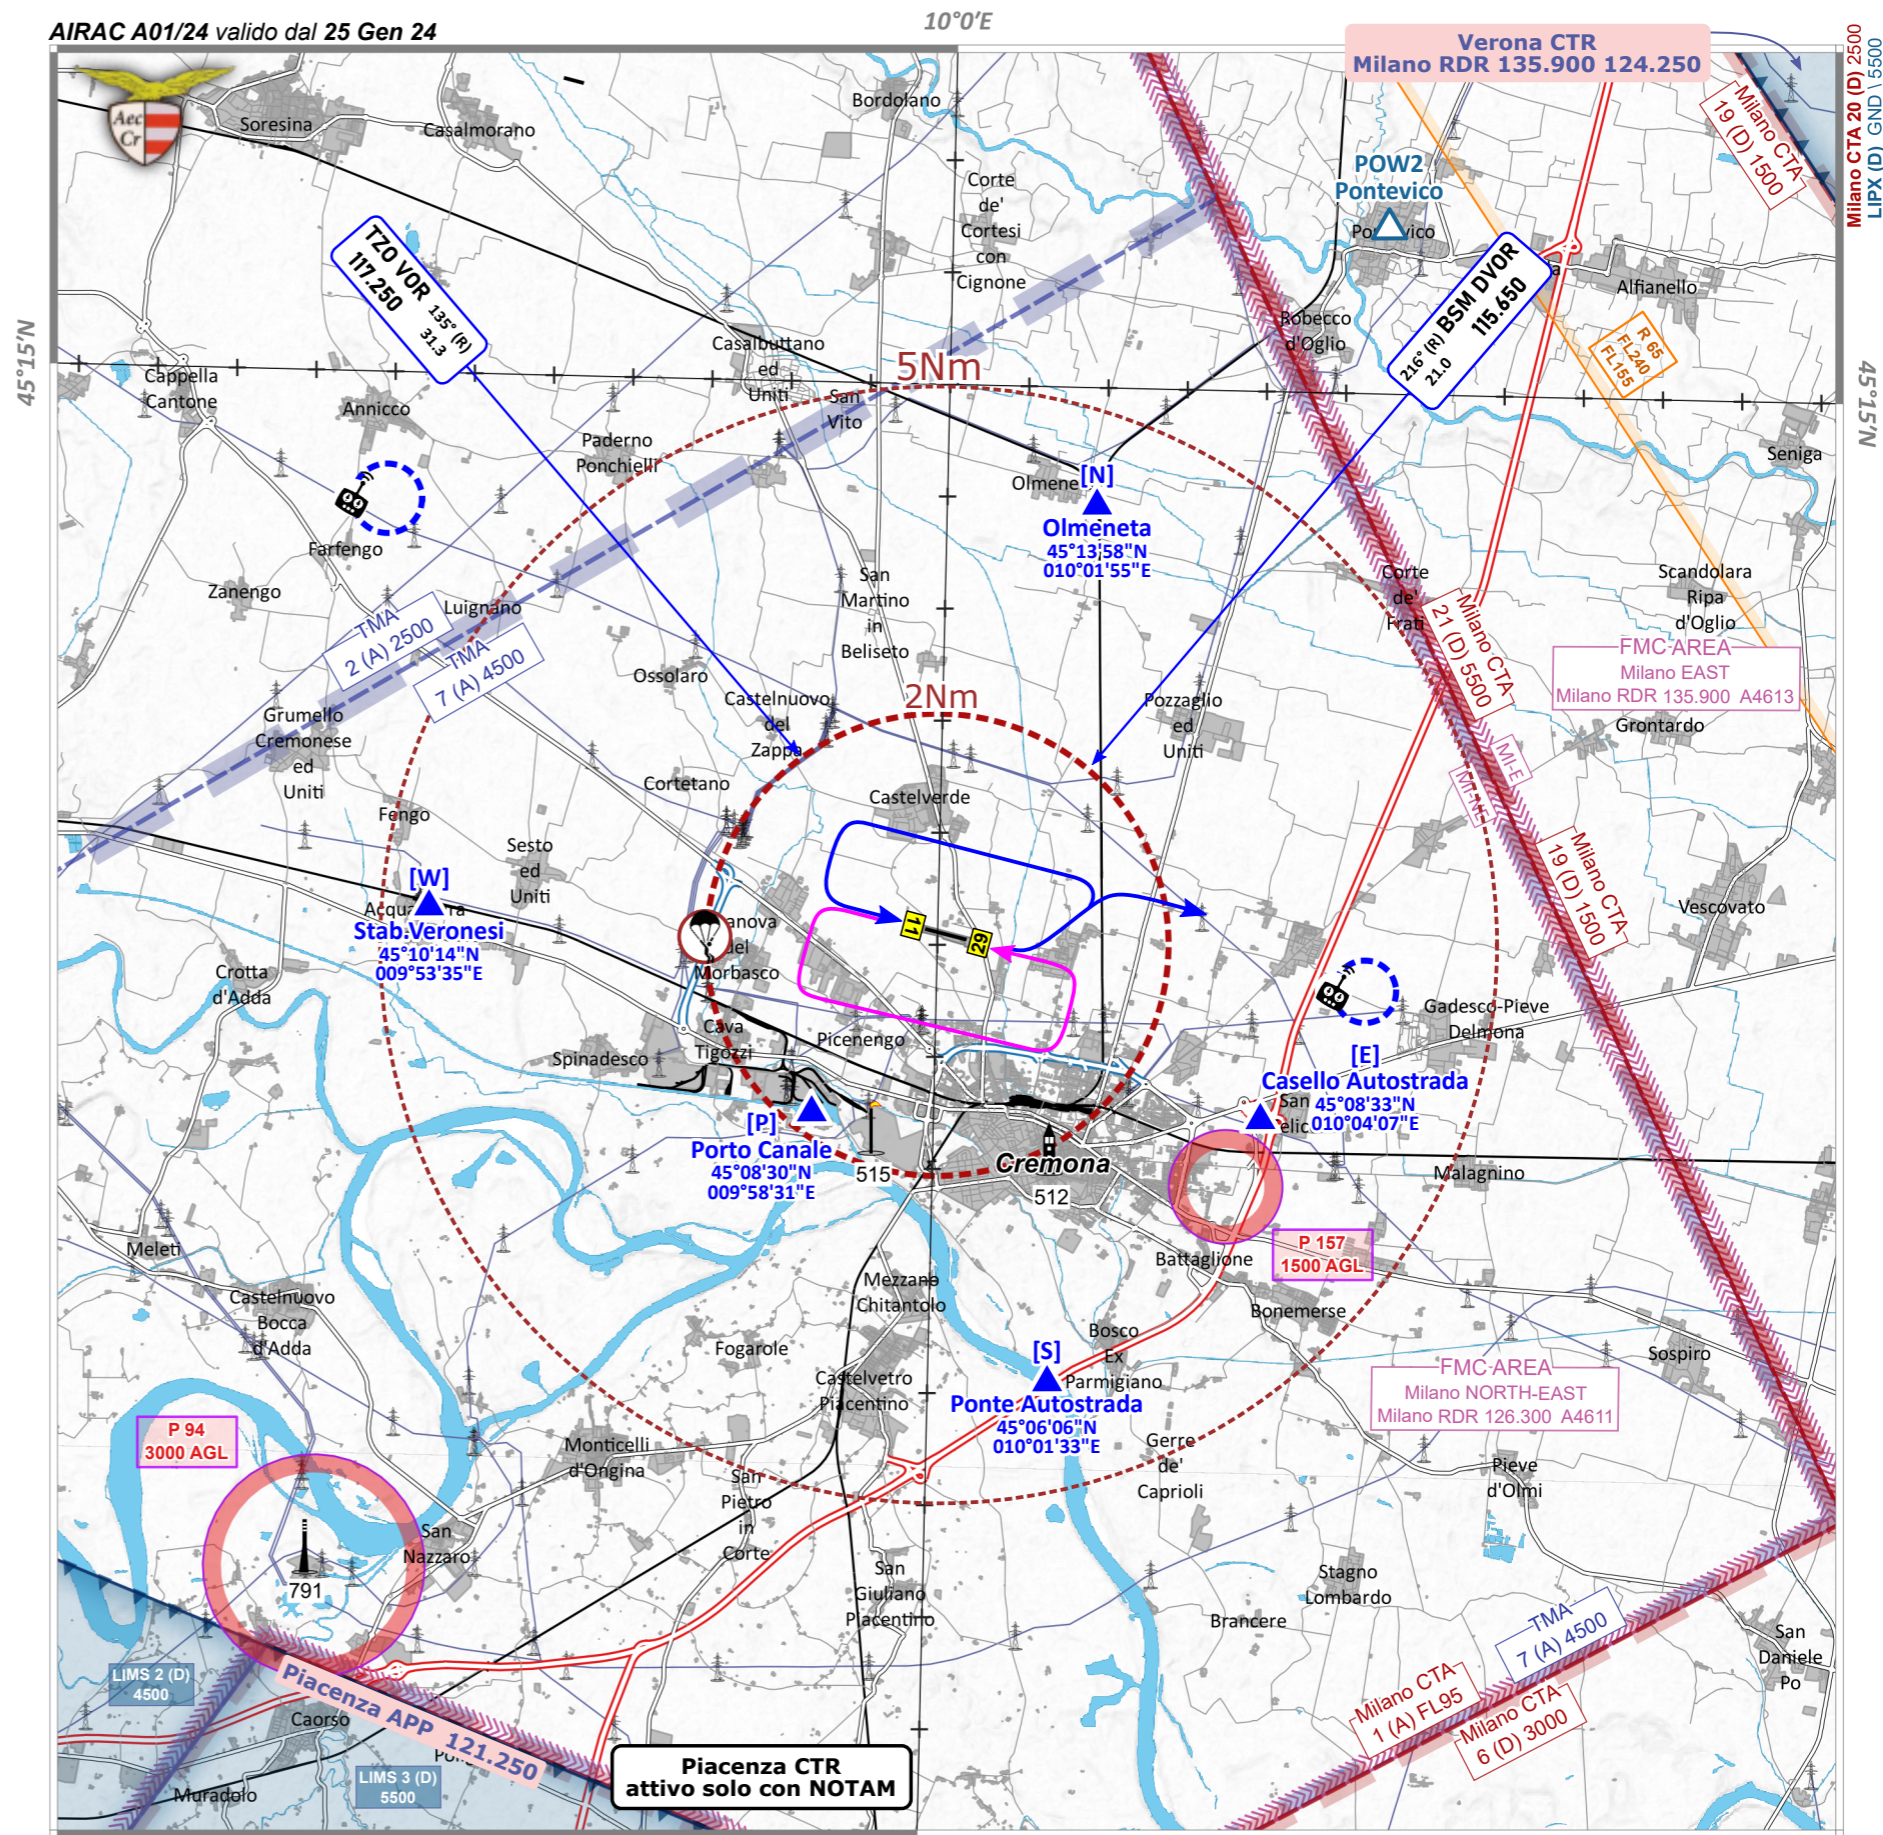 AIRAC A01/24 valido dal 25 Gen 24
10°0'E
Verona CTR
Milano RDR 135.900 124.250
Milano CTA 20 (D) 2500
LIPX (D) GND \ 5500
Aec
Cr
Soresina
Casalmorano
Bordolano
Milano CTA
19 (D) 1500
POW2
Pontevico
Corte
de'
Cortesi
con
Cignone
TZO VOR 135° (R)
117.250 31.3
216° (R) BSM DVOR
21.0 115.650
Alfianello
Robecco
d'Oglio
R 65
FL240
FL155
45°15'N
45°15'N
Casalbuttano
ed
Uniti
5Nm
San
Vito
Cappella
Cantone
Annicco
Paderno
Ponchielli
Seniga
[N]
Olmeneta
45°13'58"N
010°01'55"E
Farfengo
Zanengo
Luignano
San
Martino
in
Beliseto
Corte
de'
Frati
Scandolara
Ripa
d'Oglio
TMA
2 (A) 2500
TMA
7 (A) 4500
Milano CTA
21 (D) 5500
FMC AREA
Milano EAST
Milano RDR 135.900 A4613
Ossolaro
Castelnuovo
del
Zappa
2Nm
Pozzaglio
ed
Uniti
Grontardo
Grumello
Cremonese
ed
Uniti
Cortetano
Castelverde
MI-E
MI-NE
Fengo
Sesto
ed
Uniti
Milano CTA
19 (D) 1500
[W]
Stab.Veronesi
45°10'14"N
009°53'35"E
11
29
del
Morbasco
Vescovato
Crotta
d'Adda
Gadesco-Pieve
Delmona
Cava
Tigozzi
Picenengo
Spinadesco
[E]
Casello Autostrada
45°08'33"N
010°04'07"E
San
[P]
Porto Canale
45°08'30"N
009°58'31"E
515
Cremona
512
Malagnino
P 157
1500 AGL
Battaglione
Meleti
Castelnuovo
Bocca
d'Adda
Mezzano
Chitantolo
Bonemerse
Fogarole
Bosco
Ex
Parmigiano
Sospiro
[S]
Ponte Autostrada
45°06'06"N
010°01'33"E
Castelvetro
Piacentino
FMC AREA
Milano NORTH-EAST
Milano RDR 126.300 A4611
P 94
3000 AGL
Monticelli
d'Ongina
Gerre
de'
Caprioli
Pieve
d'Olmi
San
Pietro
in
Corte
San
Nazzaro
791
San
Giuliano
Piacentino
Stagno
Lombardo
Brancere
TMA
7 (A) 4500
San
Daniele
Po
LIMS 2 (D)
4500
Piacenza APP 121.250
Caorso
Milano CTA
1 (A) FL95
Milano CTA
6 (D) 3000
LIMS 3 (D)
5500
Muradolo
Piacenza CTR
attivo solo con NOTAM